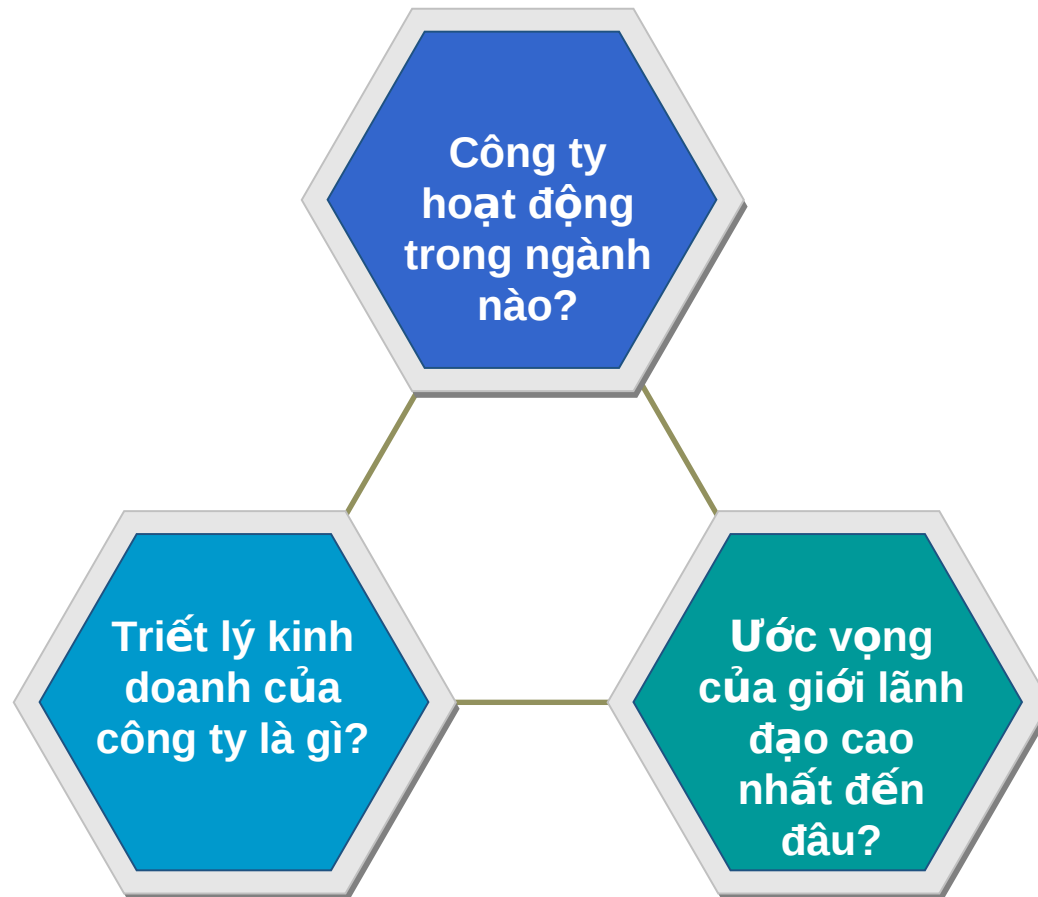 Công ty
hoạt động
trong ngành
nào?
Triết lý kinh
doanh của
công ty là gì?
Ước vọng
của giới lãnh
đạo cao
nhất đến
đâu?